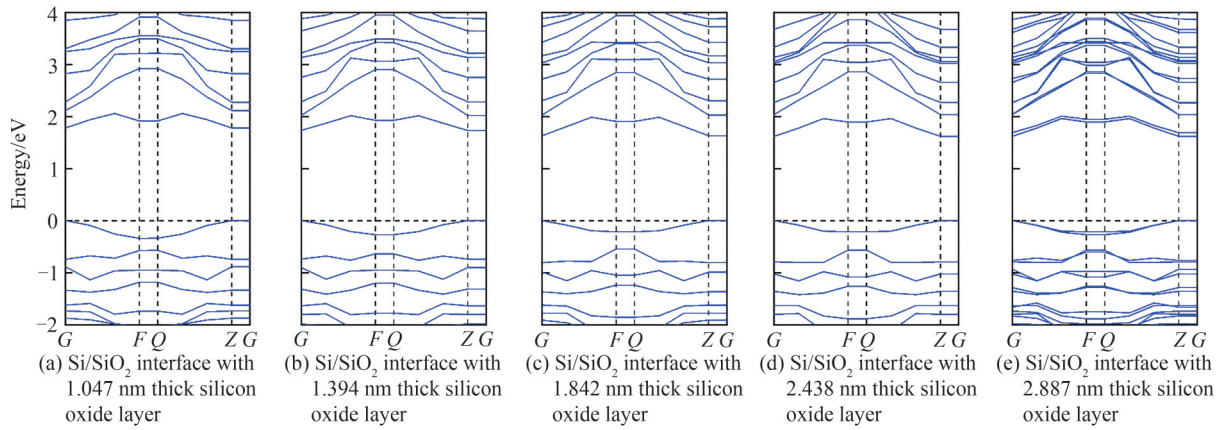 Energy/eV
4
3
2
1
0
−1
−2
G F Q Z G
G F Q Z G
G F Q Z G
G F Q Z G
G F Q Z G
(a) Si/SiO₂ interface with
1.047 nm thick silicon
oxide layer
(b) Si/SiO₂ interface with
1.394 nm thick silicon
oxide layer
(c) Si/SiO₂ interface with
1.842 nm thick silicon
oxide layer
(d) Si/SiO₂ interface with
2.438 nm thick silicon
oxide layer
(e) Si/SiO₂ interface with
2.887 nm thick silicon
oxide layer